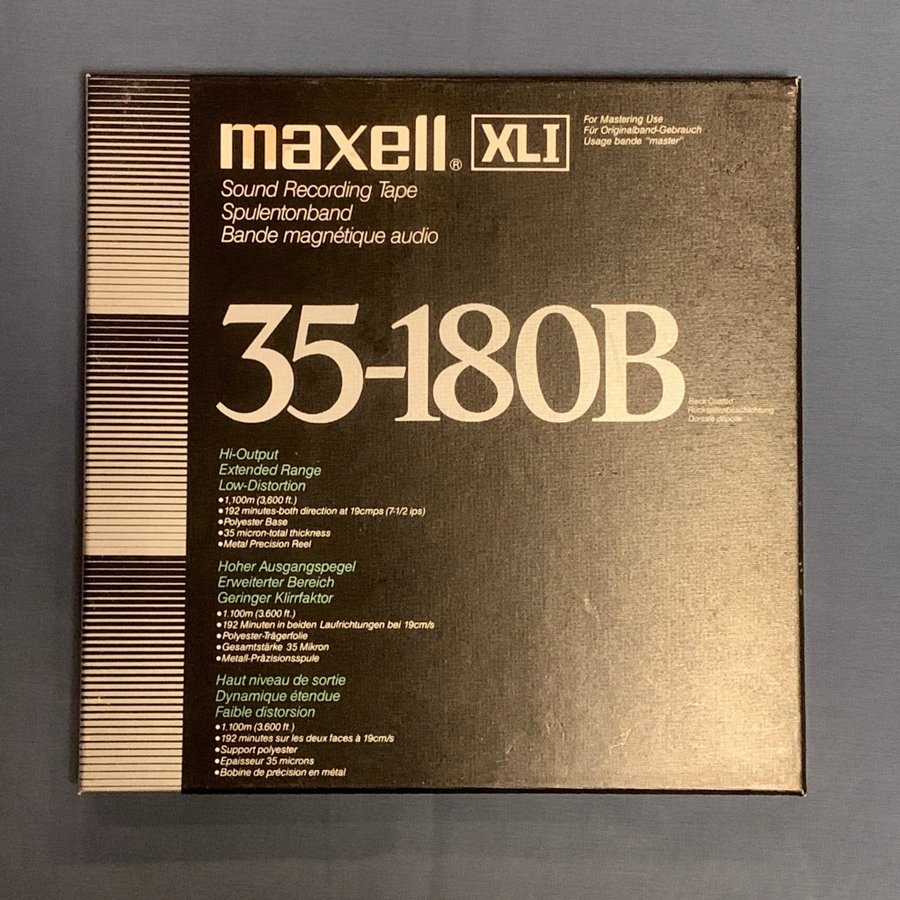 maxell® XLI
For Mastering Use
Für Originalband-Gebrauch
Usage bande "master"
Sound Recording Tape
Spulentonband
Bande magnétique audio
35-180B
Back Coated
Rückseitenbeschichtung
Dorsale dépolie
Hi-Output
Extended Range
Low-Distortion
•1,100m (3,600 ft.)
•192 minutes-both direction at 19cmps (7-1/2 ips)
•Polyester Base
•35 micron-total thickness
•Metal Precision Reel
Hoher Ausgangspegel
Erweiterter Bereich
Geringer Klirrfaktor
•1.100m (3.600 ft.)
•192 Minuten in beiden Laufrichtungen bei 19cm/s
•Polyester-Trägerfolie
•Gesamtstärke 35 Mikron
•Metall-Präzisionsspule
Haut niveau de sortie
Dynamique étendue
Faible distorsion
•1.100m (3.600 ft.)
•192 minutes sur les deux faces à 19cm/s
•Support polyester
•Epaisseur 35 microns
•Bobine de précision en métal